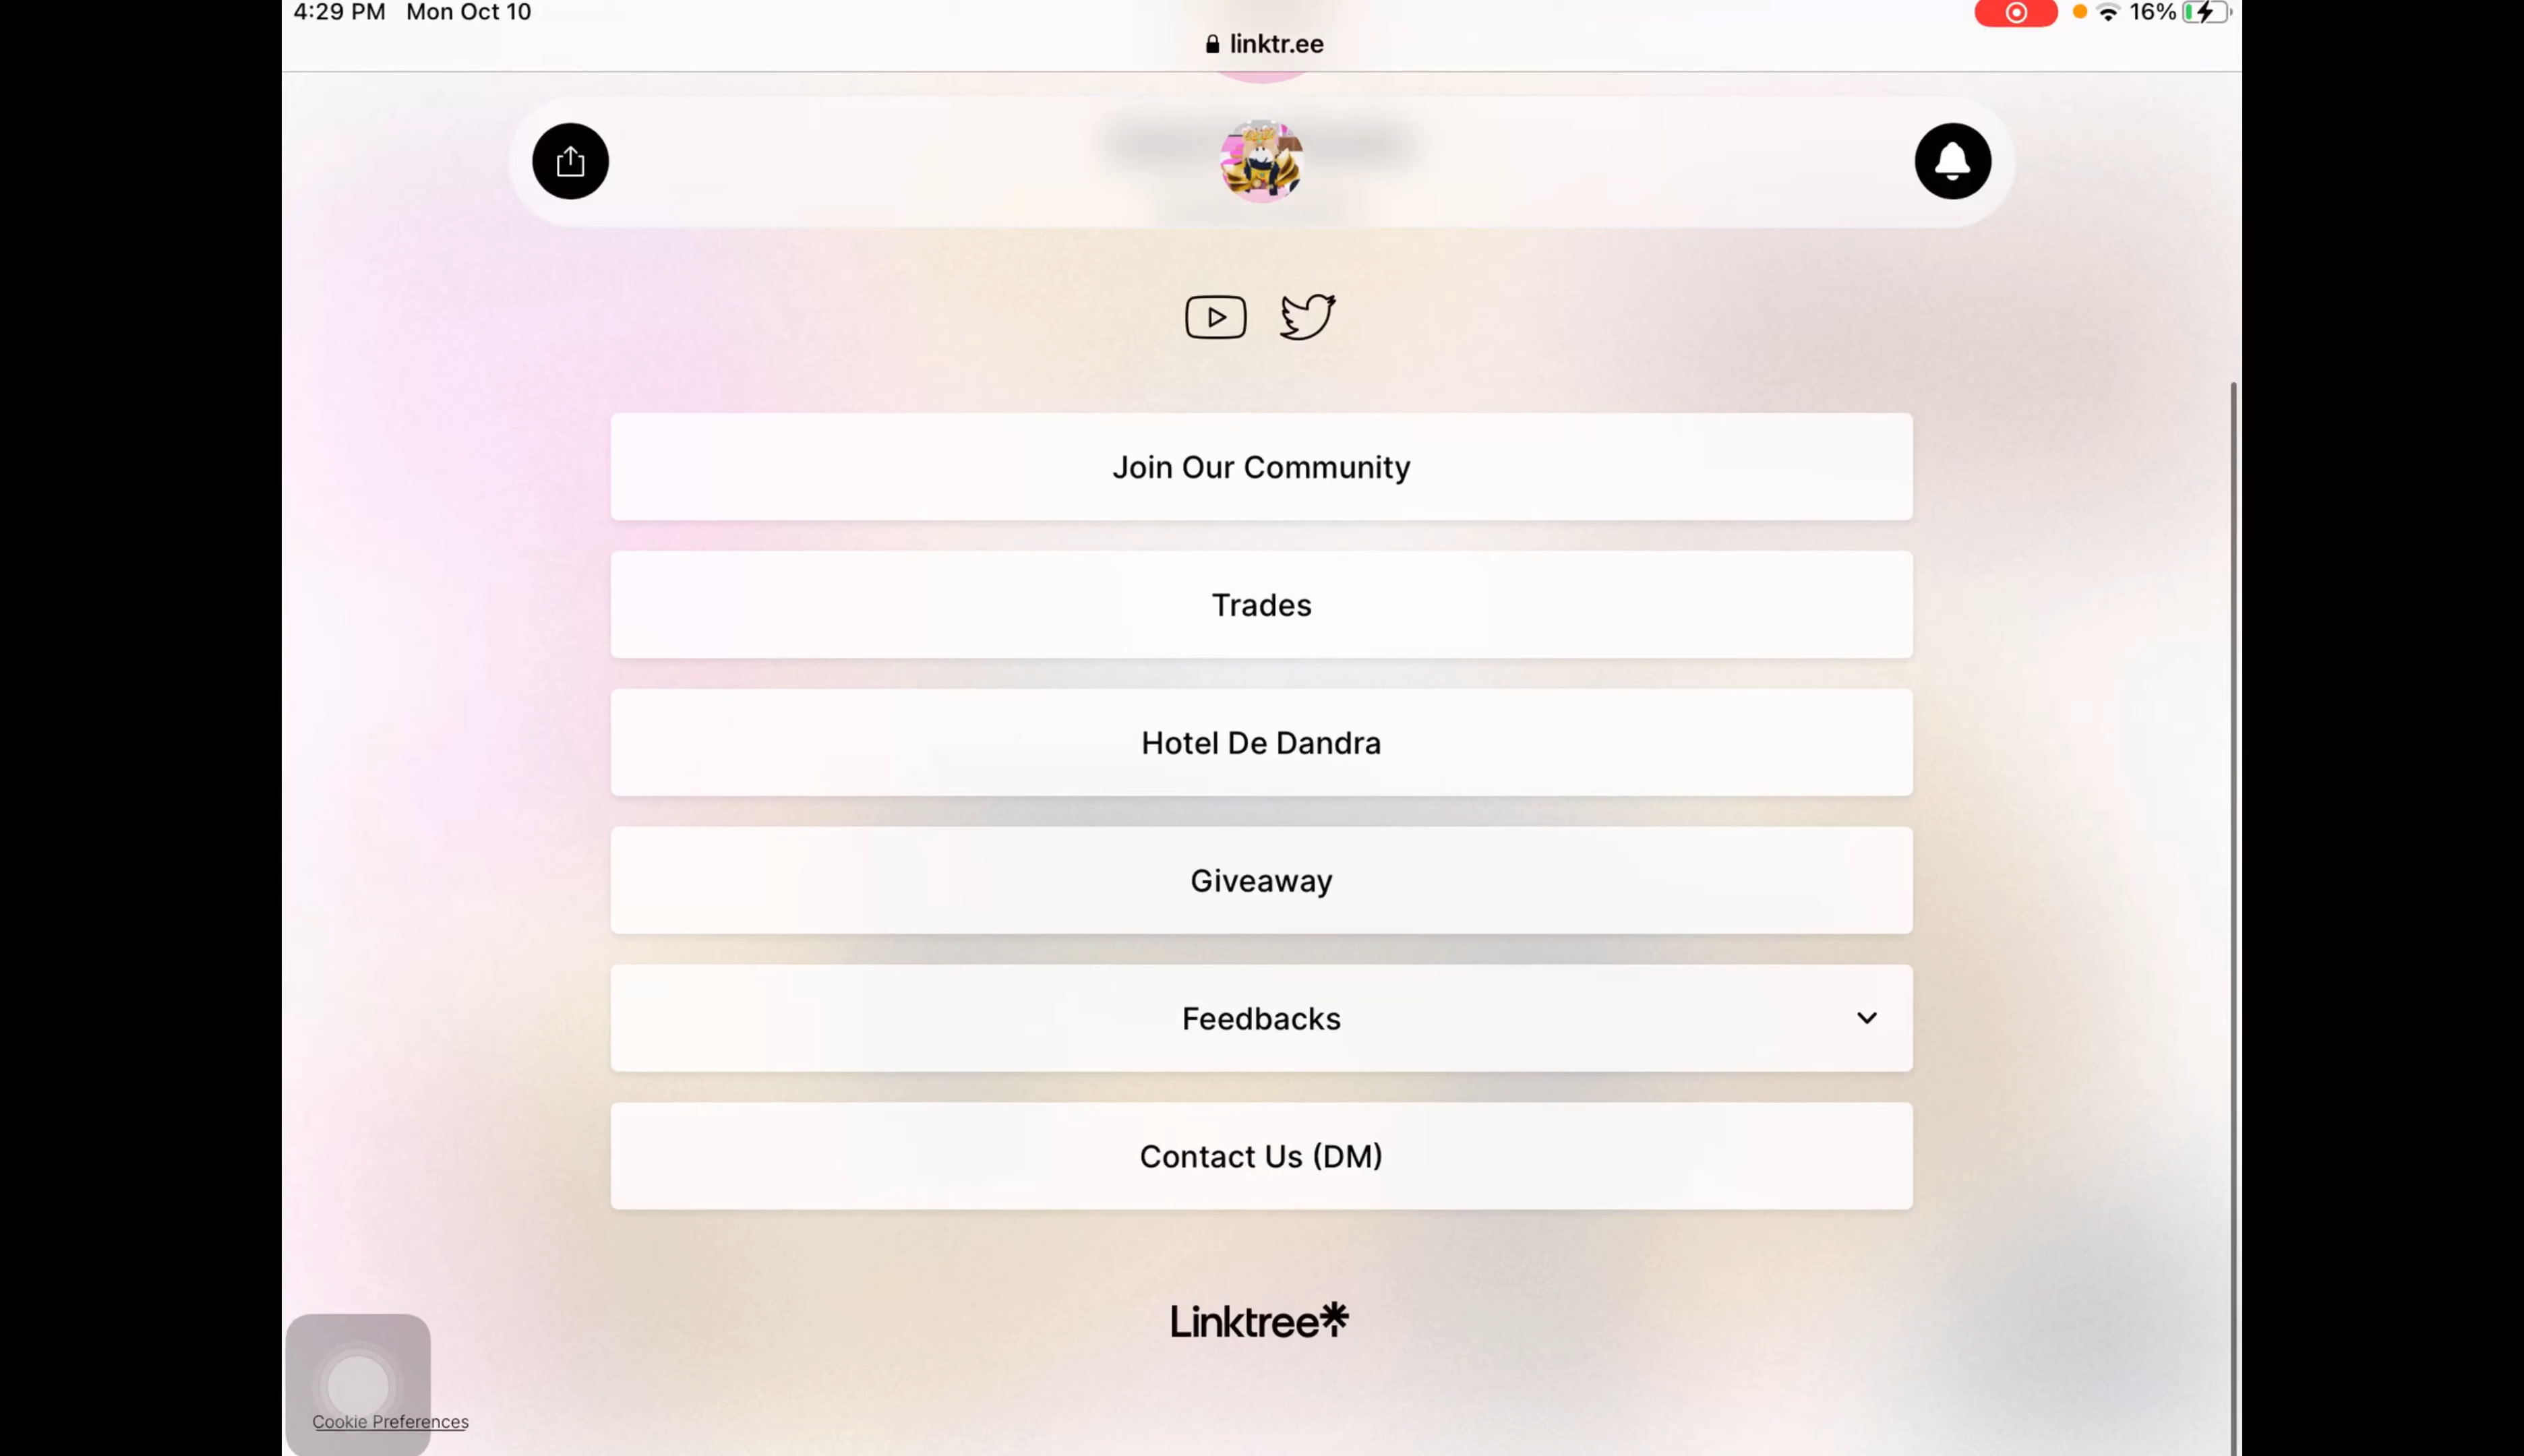 4:29 PM Mon Oct 10
16%
linktr.ee
Join Our Community
Trades
Hotel De Dandra
Giveaway
Feedbacks
Contact Us (DM)
Linktree
Cookie Preferences